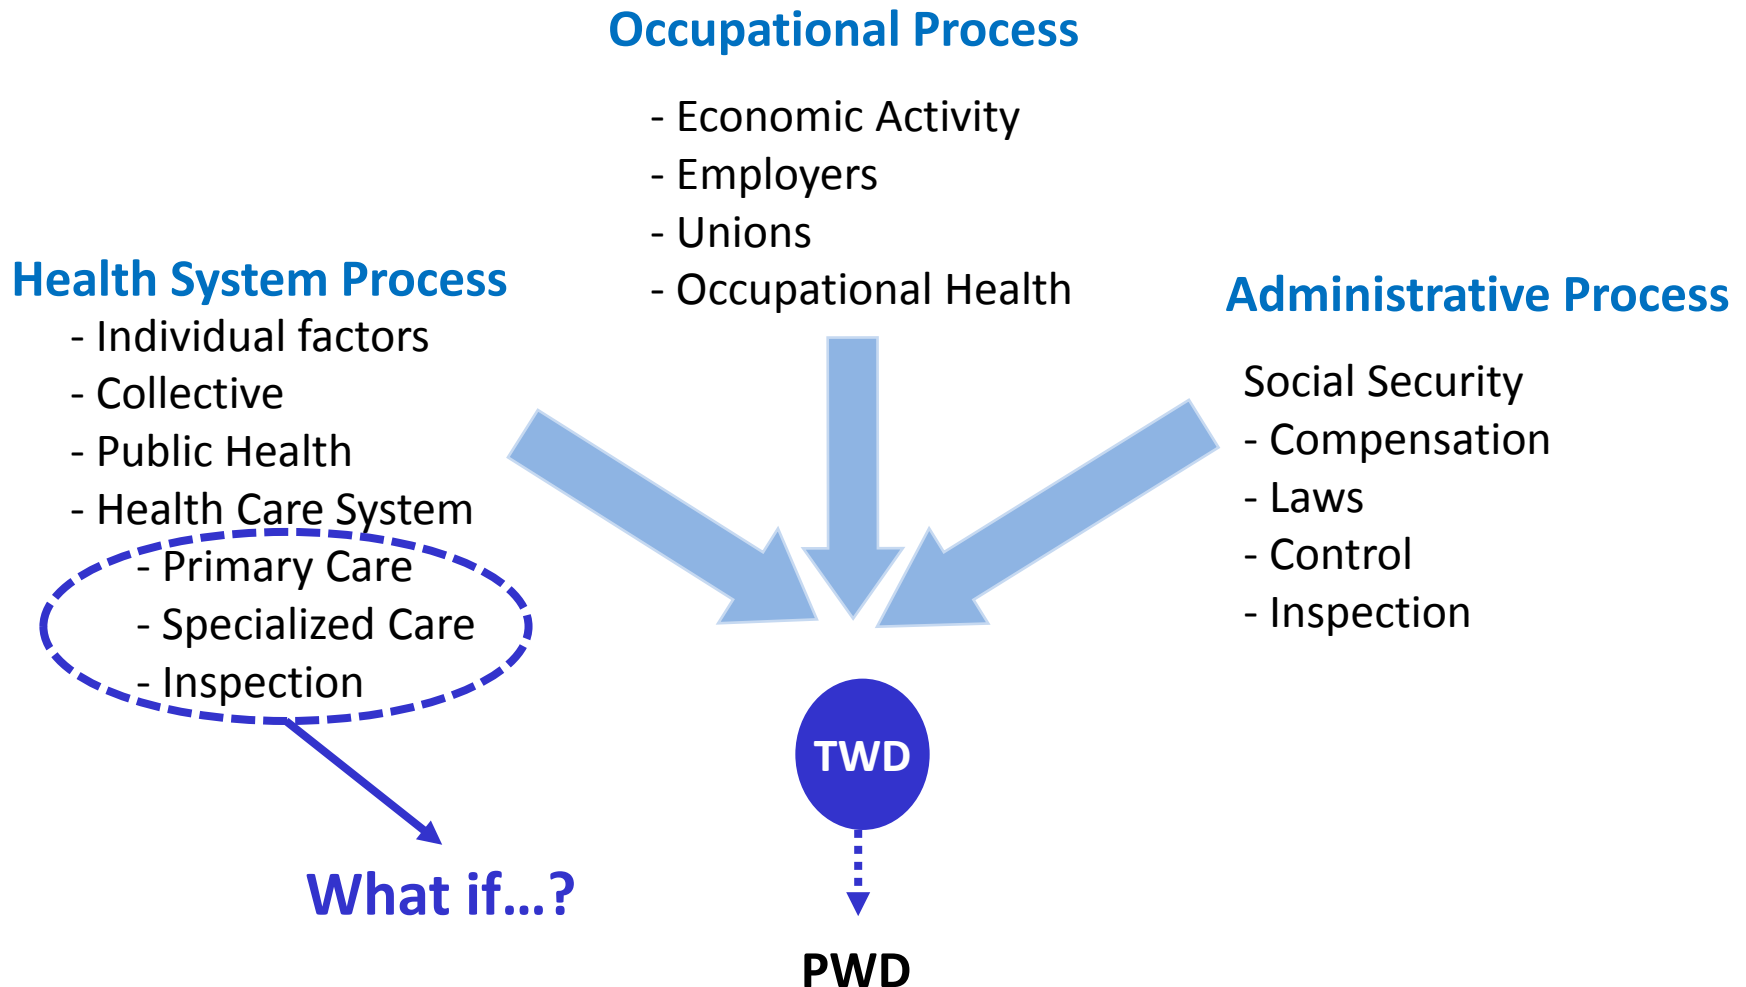 Occupational Process
- Economic Activity
- Employers
- Unions
- Occupational Health
Health System Process
- Individual factors
- Collective
- Public Health
- Health Care System
- Primary Care
- Specialized Care
- Inspection
Administrative Process
Social Security
- Compensation
- Laws
- Control
- Inspection
TWD
What if...?
PWD